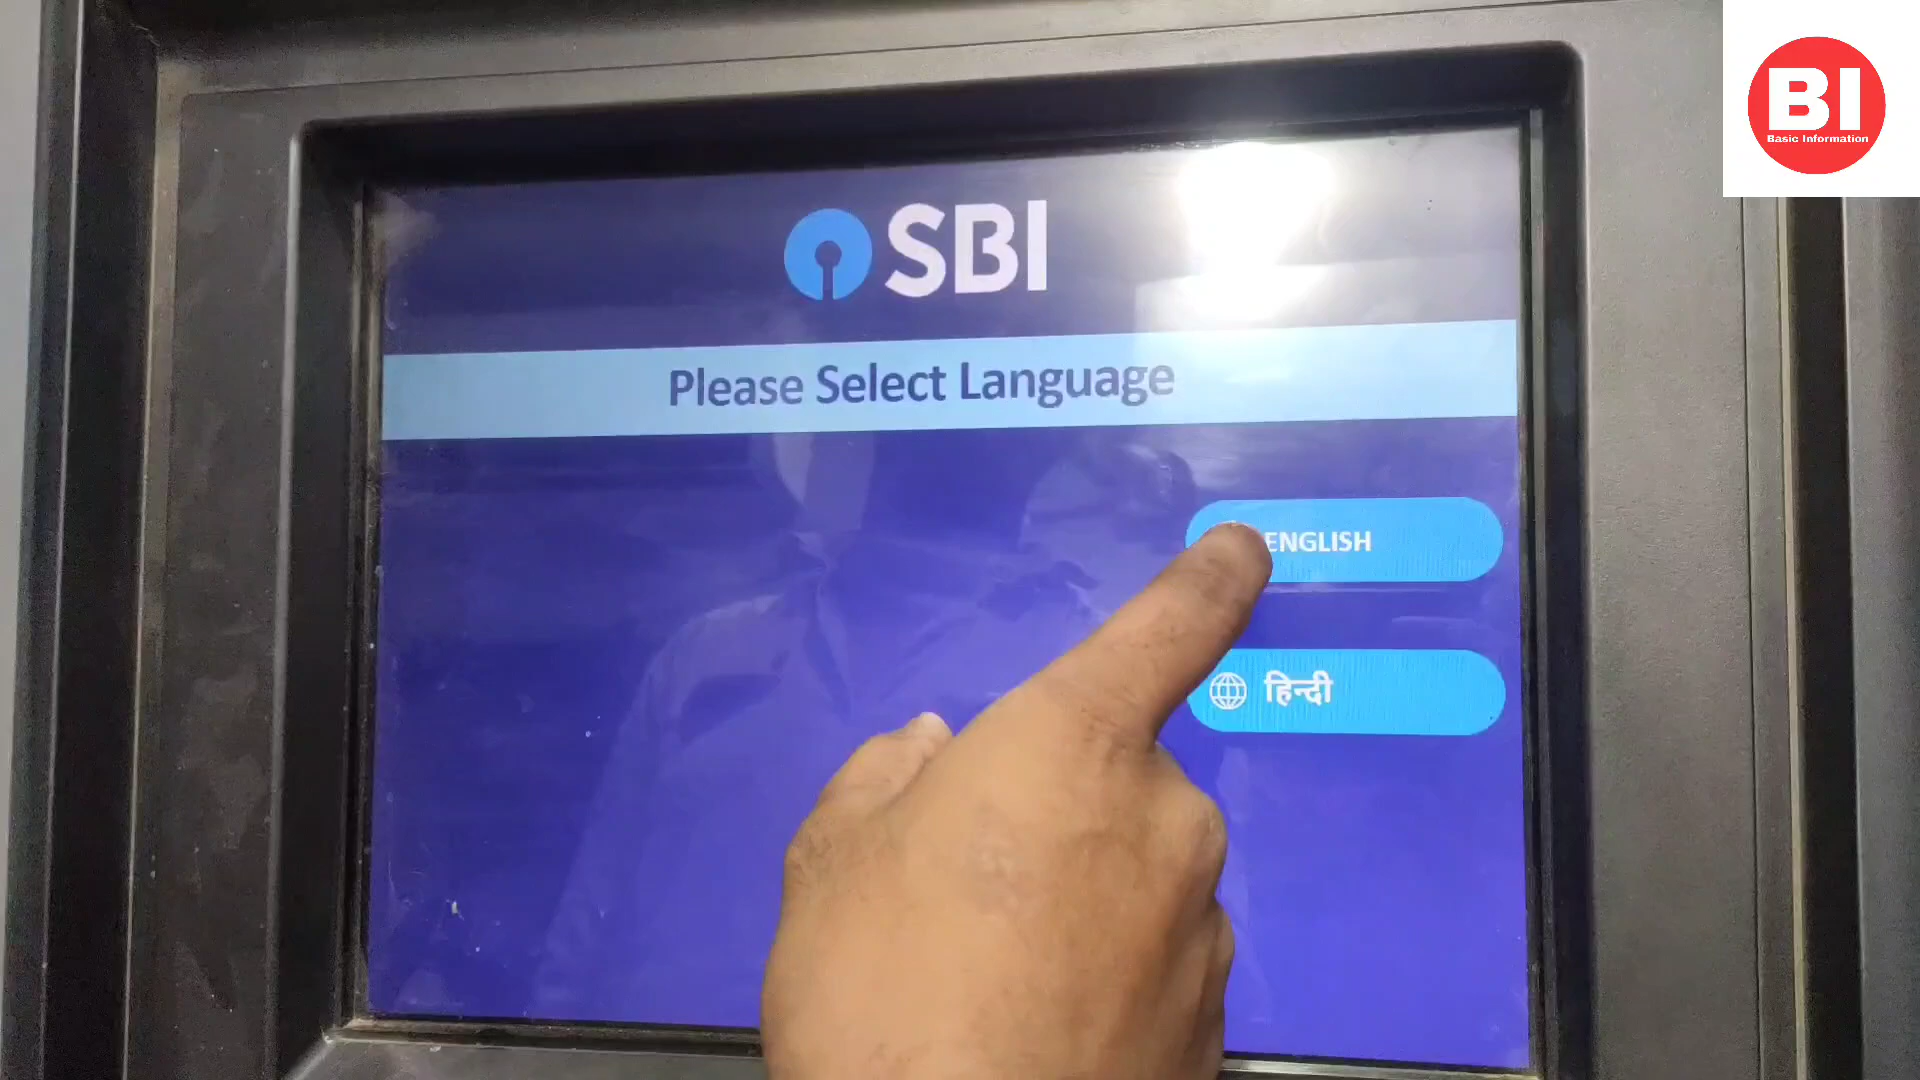 BI
Basic Information
SBI
Please Select Language
ENGLISH
हिन्दी